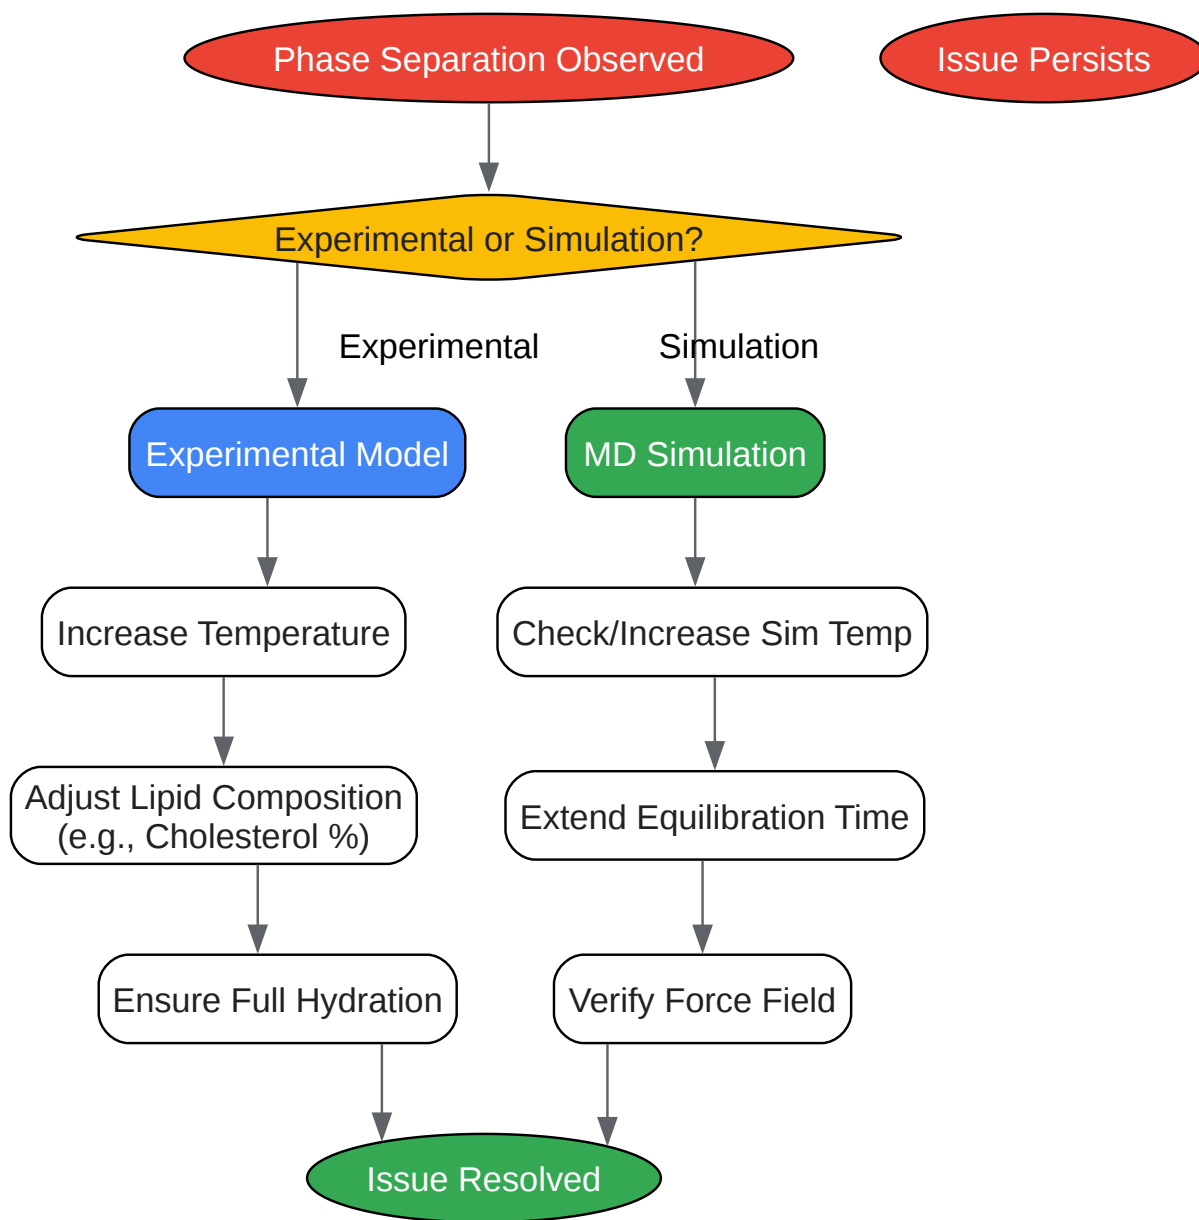 Phase Separation Observed
Issue Persists
Experimental or Simulation?
Experimental
Simulation
Experimental Model
MD Simulation
Increase Temperature
Check/Increase Sim Temp
Adjust Lipid Composition
(e.g., Cholesterol %)
Extend Equilibration Time
Ensure Full Hydration
Verify Force Field
Issue Resolved